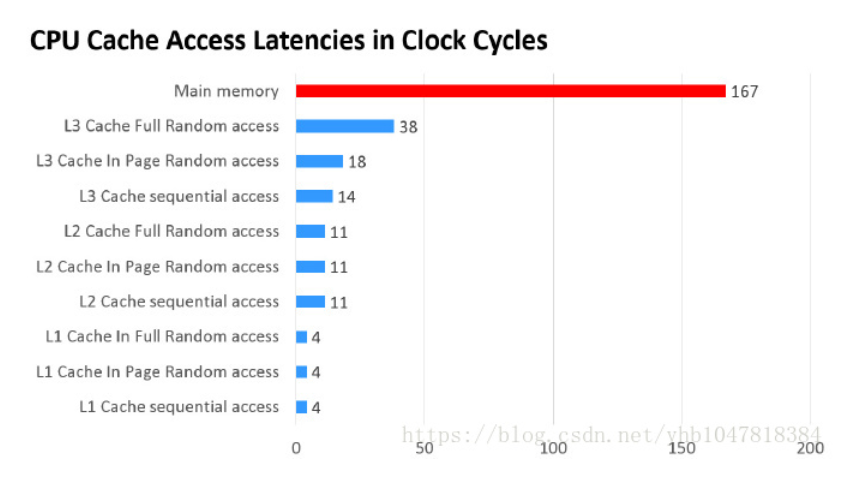 CPU Cache Access Latencies in Clock Cycles
Main memory 167
L3 Cache Full Random access 38
L3 Cache In Page Random access 18
L3 Cache sequential access 14
L2 Cache Full Random access 11
L2 Cache In Page Random access 11
L2 Cache sequential access 11
L1 Cache In Full Random access 4
L1 Cache In Page Random access 4
L1 Cache sequential access 4
https://blog.csdn.net/yhb1047818384
0 50 100 150 200